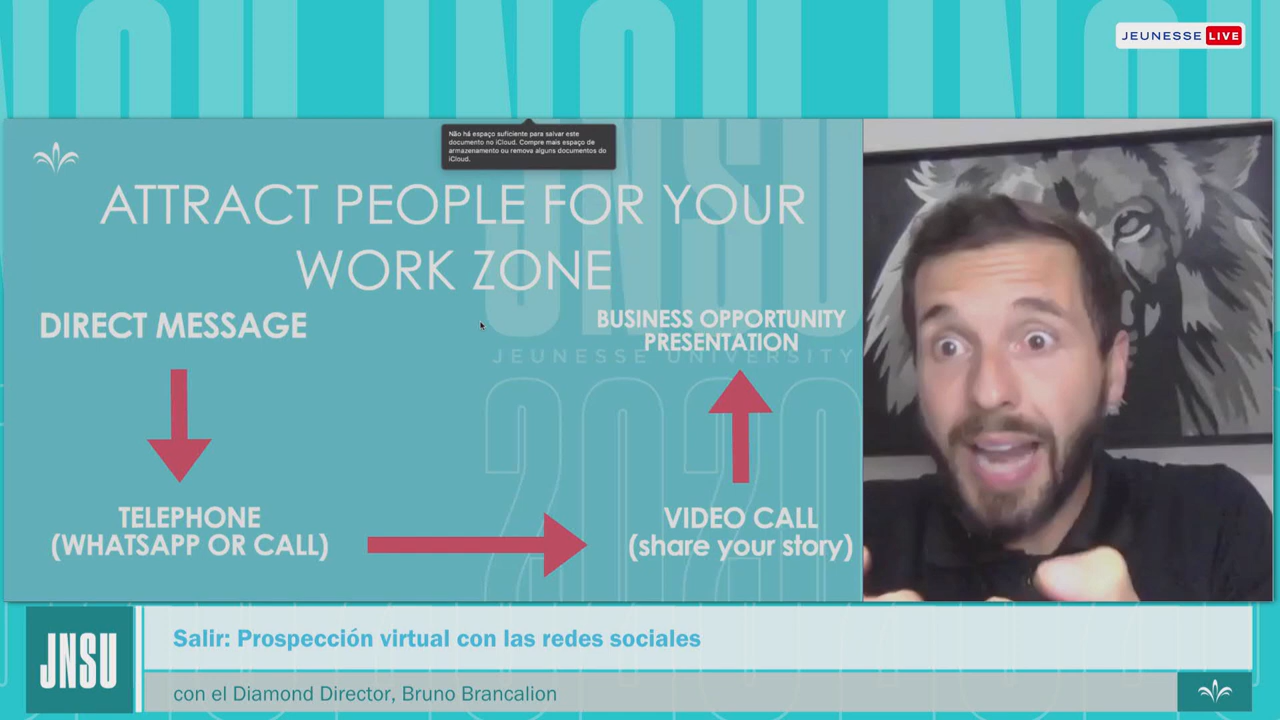 JEUNESSE LIVE
Não há espaço suficiente para salvar este
documento no iCloud. Compre mais espaço de
armazenamento ou remova alguns documentos do
iCloud.
ATTRACT PEOPLE FOR YOUR
WORK ZONE
DIRECT MESSAGE
BUSINESS OPPORTUNITY
PRESENTATION
JEUNESSE UNIVERSITY
JNSU
2020
TELEPHONE
(WHATSAPP OR CALL)
VIDEO CALL
(share your story)
JNSU
Salir: Prospección virtual con las redes sociales
con el Diamond Director, Bruno Brancalion